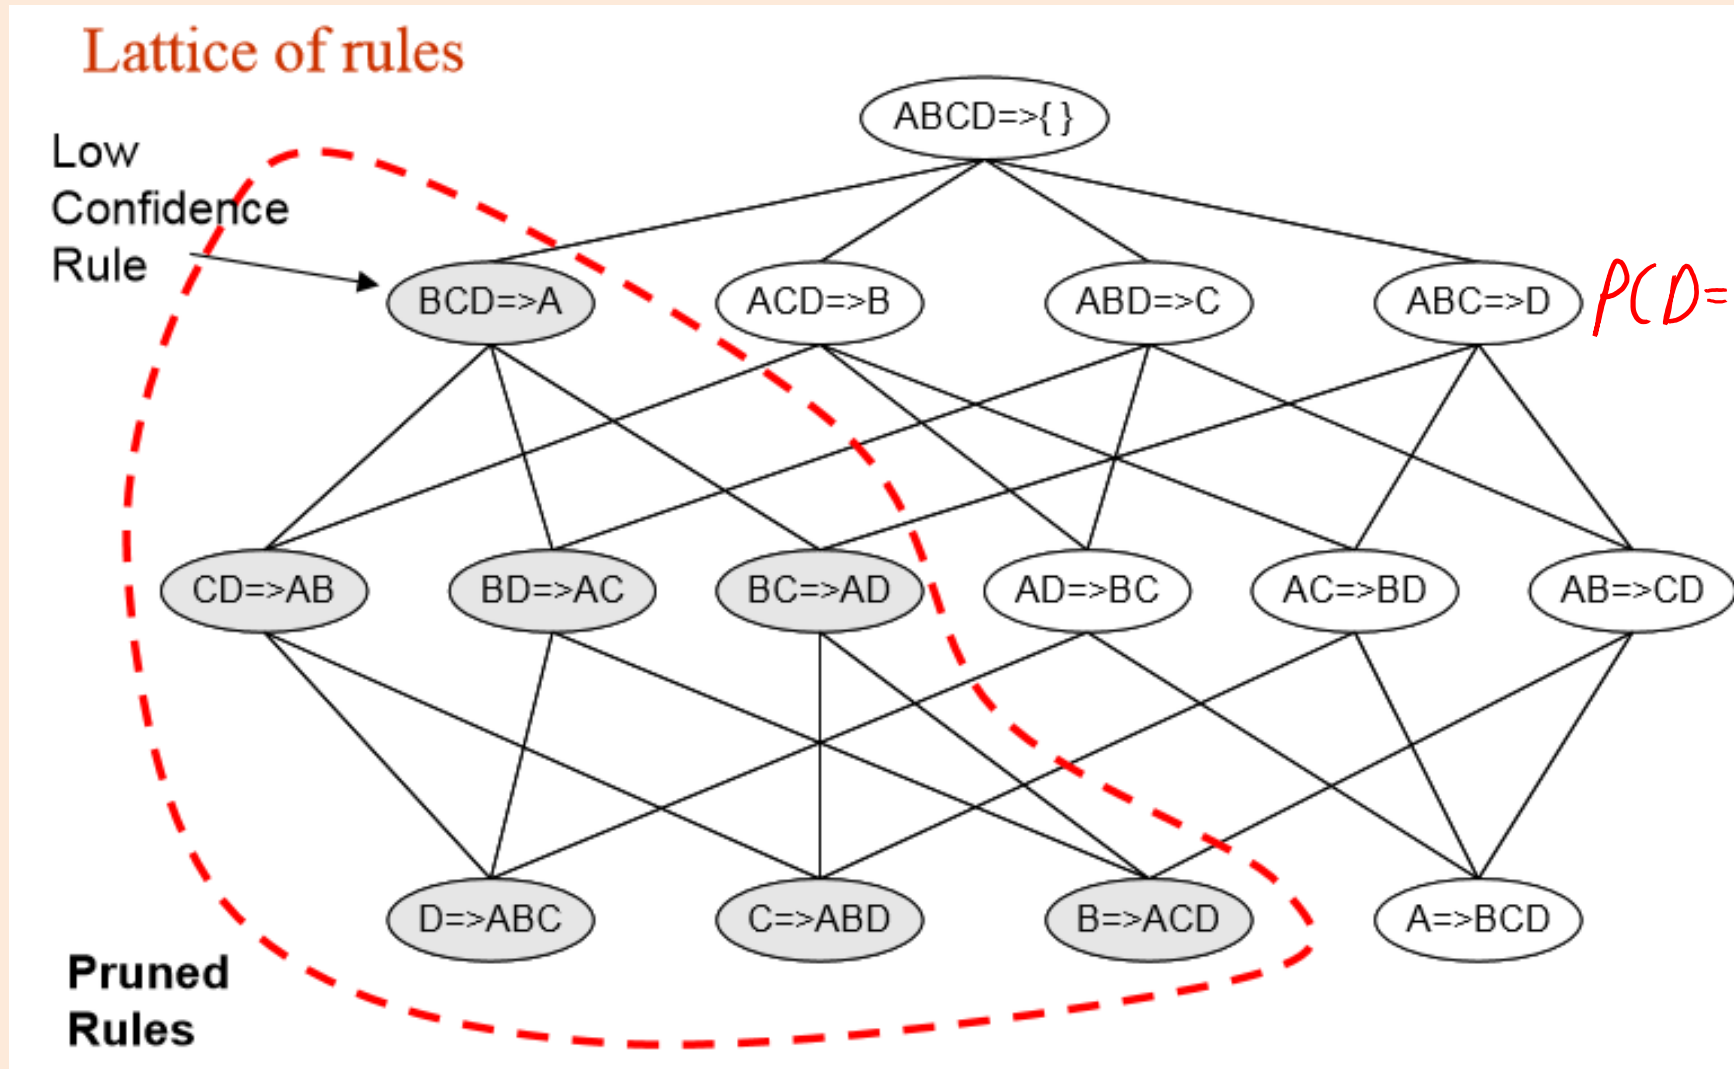 Lattice of rules
ABCD=>{ }
Low
Confidence
Rule
BCD=>A
ACD=>B
ABD=>C
ABC=>D
CD=>AB
BD=>AC
BC=>AD
AD=>BC
AC=>BD
AB=>CD
D=>ABC
C=>ABD
B=>ACD
A=>BCD
Pruned
Rules